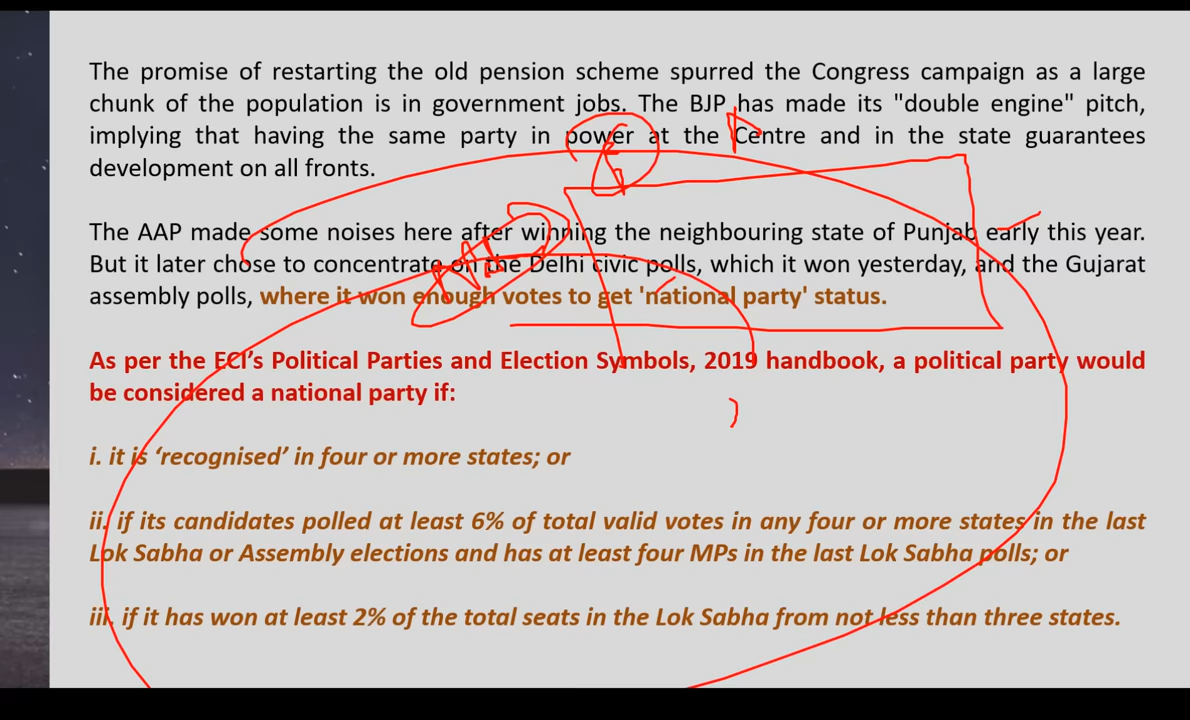 The promise of restarting the old pension scheme spurred the Congress campaign as a large
chunk of the population is in government jobs. The BJP has made its "double engine" pitch,
implying that having the same party in power at the Centre and in the state guarantees
development on all fronts.
The AAP made some noises here after winning the neighbouring state of Punjab early this year.
But it later chose to concentrate on the Delhi civic polls, which it won yesterday, and the Gujarat
assembly polls, where it won enough votes to get 'national party' status.
As per the ECI’s Political Parties and Election Symbols, 2019 handbook, a political party would
be considered a national party if:
i. it is ‘recognised’ in four or more states; or
ii. if its candidates polled at least 6% of total valid votes in any four or more states in the last
Lok Sabha or Assembly elections and has at least four MPs in the last Lok Sabha polls; or
iii. if it has won at least 2% of the total seats in the Lok Sabha from not less than three states.